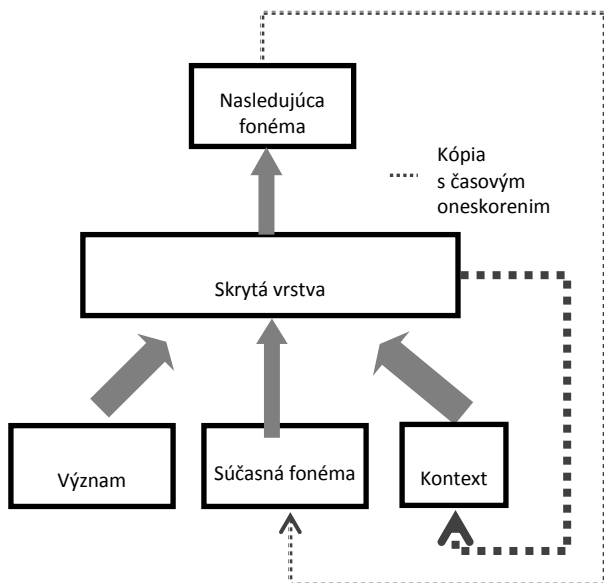 Nasledujúca
fonéma
Kópia
s časovým
oneskorenim
Skrytá vrstva
Význam
Súčasná fonéma
Kontext